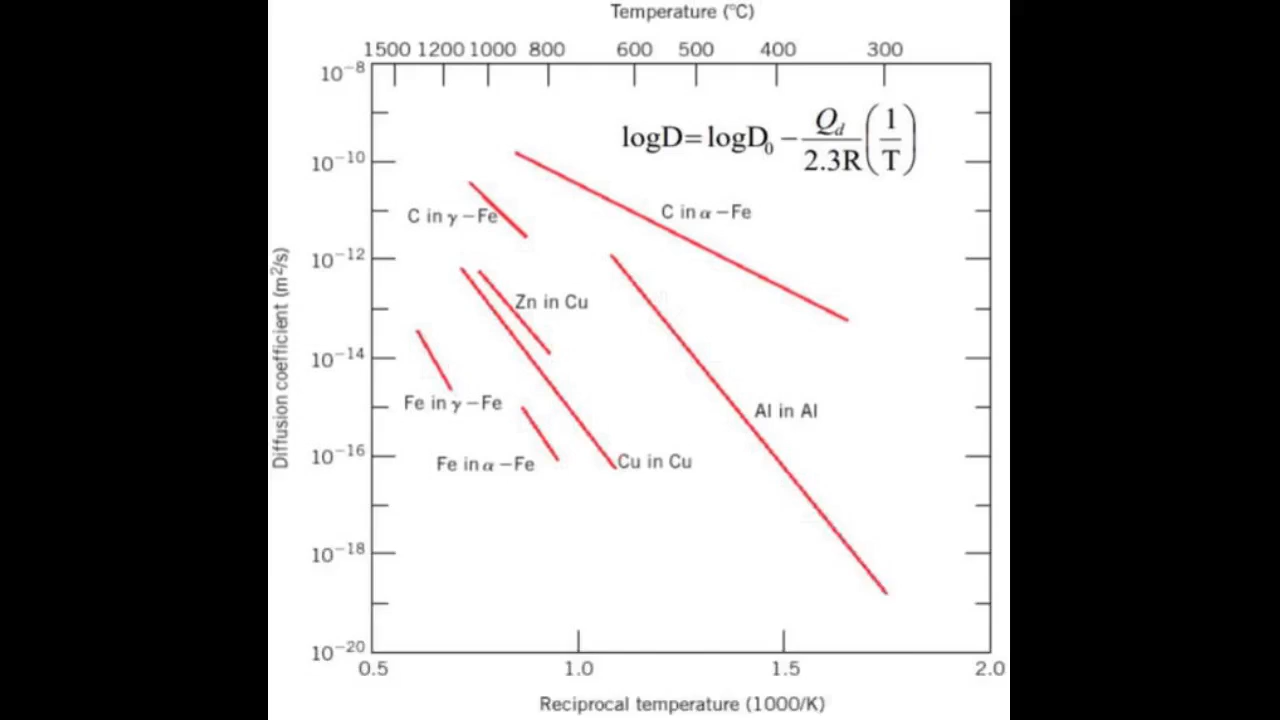 Temperature (°C)
1500 1200 1000 800 600 500 400 300
10−8
logD=logD0 − Qd/2.3R (1/T)
10−10
C in α−Fe
C in γ−Fe
10−12
Zn in Cu
10−14
Fe in γ−Fe
Al in Al
10−16
Fe in α−Fe
Cu in Cu
10−18
10−20
0.5 1.0 1.5 2.0
Reciprocal temperature (1000/K)
Diffusion coefficient (m2/s)